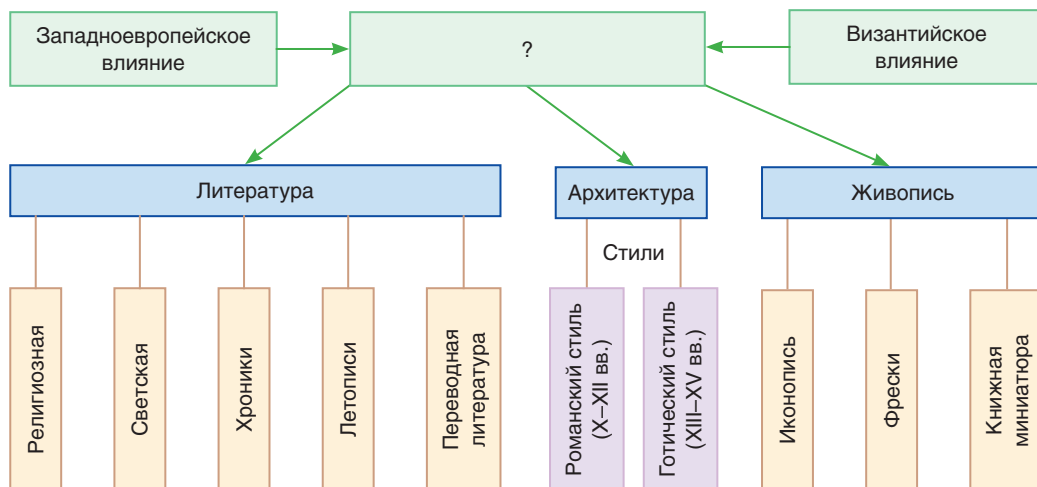 Западноевропейское
влияние
?
Византийское
влияние
Литература
Архитектура
Живопись
Стили
Религиозная
Светская
Хроники
Летописи
Переводная
литература
Романский стиль
(X–XII вв.)
Готический стиль
(XIII–XV вв.)
Иконопись
Фрески
Книжная
миниатюра